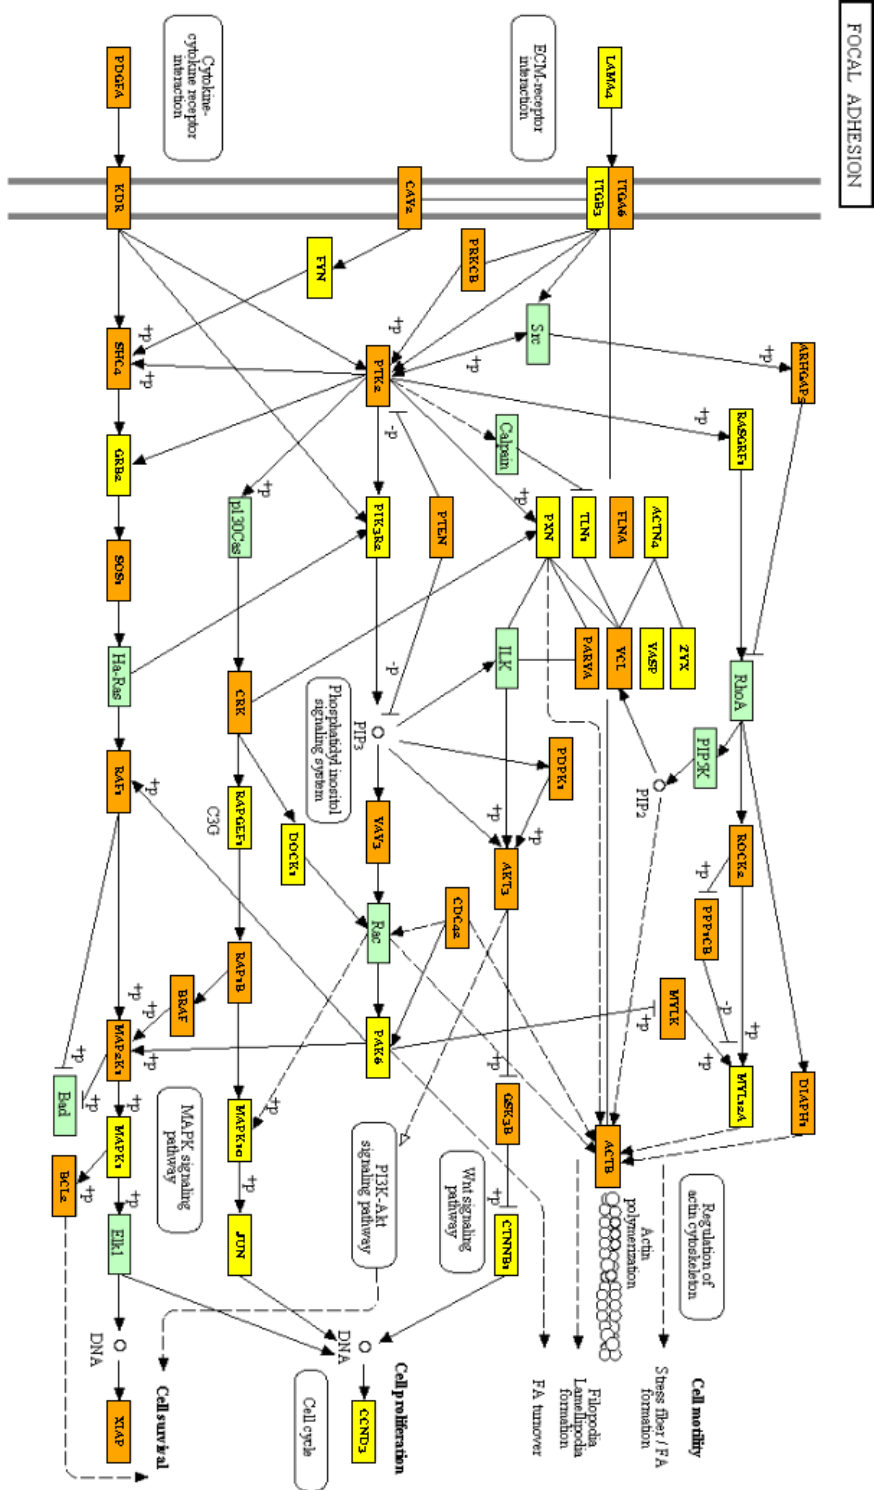 FOCAL ADHESION
ARHGAP5
+p
RASGRF1
+p
RhoA
PIP5K
PIP2
ROCK2
+p
PPP1CB
-p
MYLK
+p
+p
+p
MYL12A
DIAPH1
Regulation of
actin cytoskeleton
Cell motility
Stress fiber / FA
formation
Filopodia
Lamellipodia
formation
FA turnover
LAMA4
ITGA6
ITGB3
ECM-receptor
interaction
Src
+p
PRKCB
Calpain
ACTN4
FLNA
TLN1
PXN
+p
ZYX
VASP
VCL
PARVA
ILK
PDPK1
+p
+p
AKT3
ACTB
Actin
polymerization
GSK3B
+p
CTNNB1
Wnt signaling
pathway
CAV2
FYN
PTK2
+p
PTEN
-p
PIK3R2
-p
PIP3
Phosphatidyl inositol
signaling system
VAV3
Rac
CDC42
PAK6
PI3K-Akt
signaling pathway
DNA
CCND3
Cell proliferation
Cell cycle
p130Cas
+p
CRK
DOCK1
RAPGEF1
C3G
RAP1B
BRAF
MAPK10
+p
+p
JUN
MAPK signaling
pathway
Cytokine-
cytokine receptor
interaction
PDGFA
KDR
SHC4
+p
+p
GRB2
SOS1
Ha-Ras
RAF1
+p
MAP2K1
+p
+p
+p
MAPK1
+p
+p
Elk1
DNA
XIAP
Bad
+p
+p
BCL2
+p
Cell survival